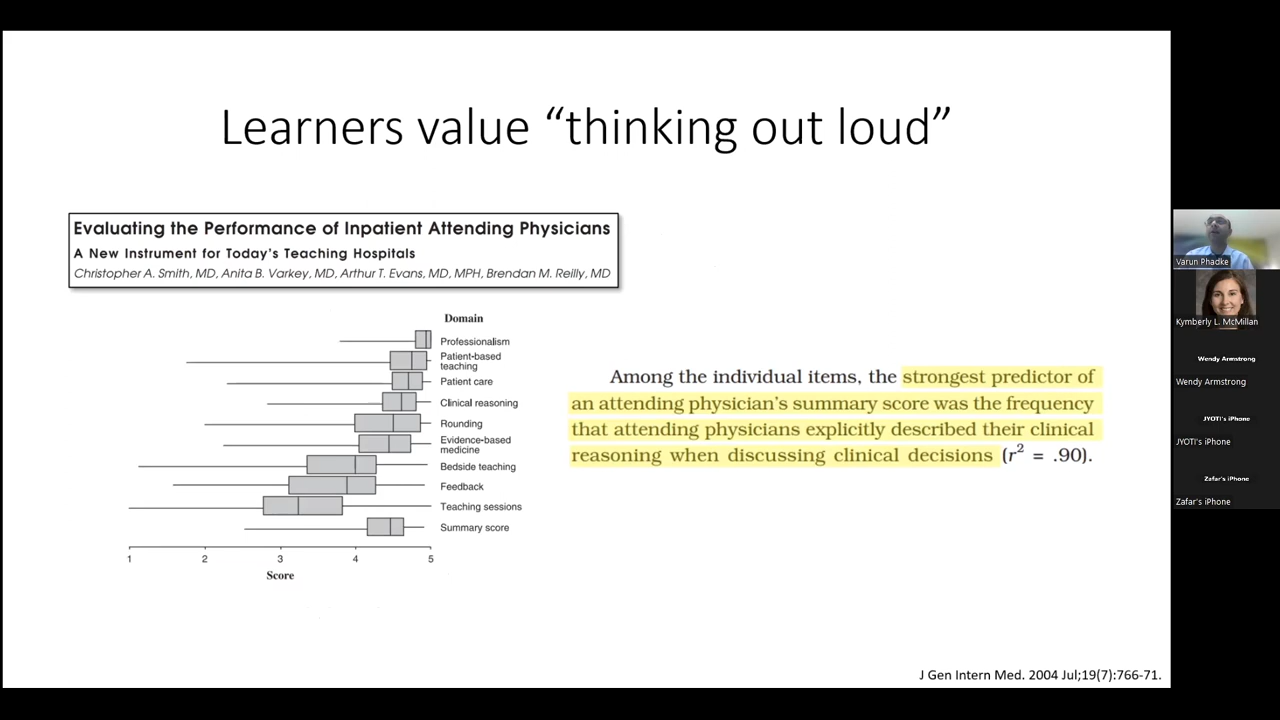 Learners value “thinking out loud”
Evaluating the Performance of Inpatient Attending Physicians
A New Instrument for Today's Teaching Hospitals
Christopher A. Smith, MD, Anita B. Varkey, MD, Arthur T. Evans, MD, MPH, Brendan M. Reilly, MD
Domain
Professionalism
Patient-based
teaching
Patient care
Clinical reasoning
Rounding
Evidence-based
medicine
Bedside teaching
Feedback
Teaching sessions
Summary score
1 2 3 4 5
Score
Among the individual items, the strongest predictor of
an attending physician's summary score was the frequency
that attending physicians explicitly described their clinical
reasoning when discussing clinical decisions (r² = .90).
J Gen Intern Med. 2004 Jul;19(7):766-71.
Varun Phadke
Kymberly L. McMillan
Wendy Armstrong
Wendy Armstrong
JYOTI's iPhone
JYOTI's iPhone
Zafar's iPhone
Zafar's iPhone